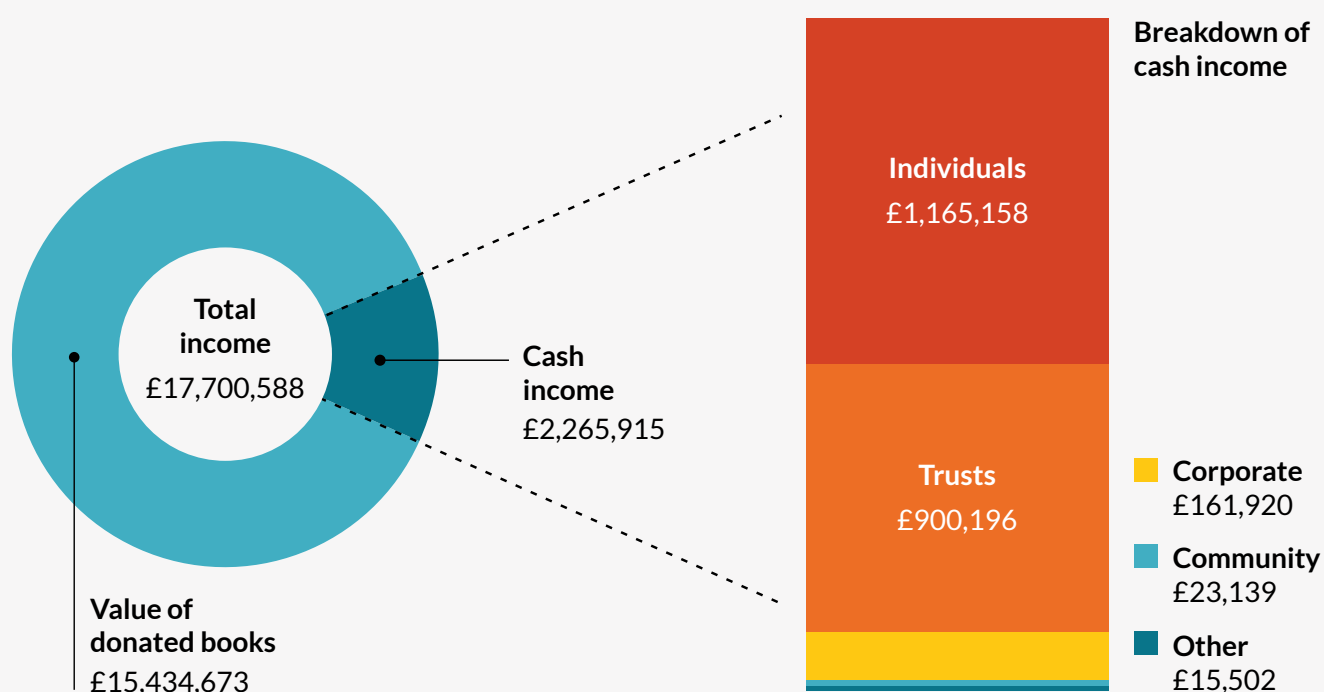 Total
income
£17,700,588
Cash
income
£2,265,915
Value of
donated books
£15,434,673
Breakdown of
cash income
Individuals
£1,165,158
Trusts
£900,196
Corporate
£161,920
Community
£23,139
Other
£15,502